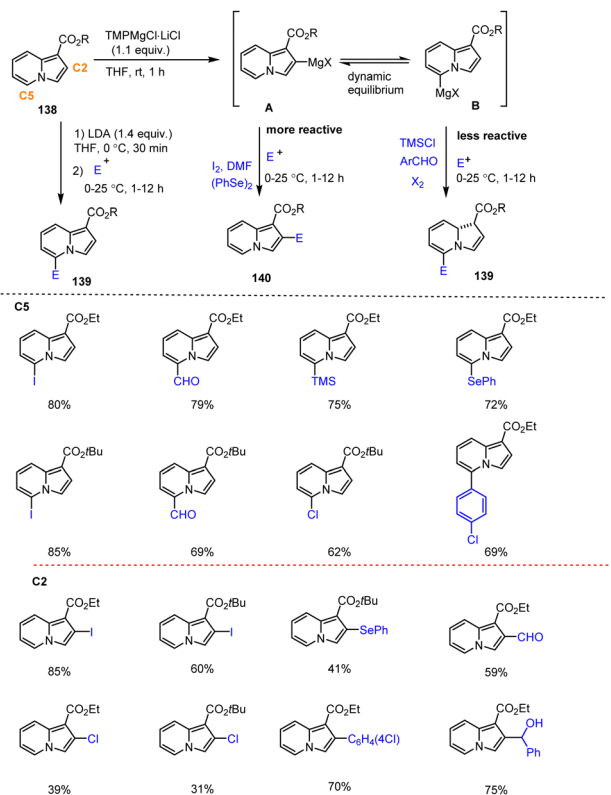 CO₂R
C2
N
C5
138
TMPMgCl·LiCl
(1.1 equiv.)
THF, rt, 1 h
CO₂R
MgX
N
A
dynamic
equilibrium
CO₂R
N
MgX
B
1) LDA (1.4 equiv.)
THF, 0 °C, 30 min
2) E+
0-25 °C, 1-12 h
more reactive
I₂, DMF
(PhSe)₂
E+
0-25 °C, 1-12 h
less reactive
TMSCl
ArCHO
X₂
E+
0-25 °C, 1-12 h
CO₂R
N
E
139
CO₂R
E
N
140
CO₂R
N
E
139
C5
CO₂Et
N
I
80%
CO₂Et
N
CHO
79%
CO₂Et
N
TMS
75%
CO₂Et
N
SePh
72%
CO₂tBu
N
I
85%
CO₂tBu
N
CHO
69%
CO₂tBu
N
Cl
62%
CO₂Et
N
Cl
69%
C2
CO₂Et
I
N
85%
CO₂tBu
I
N
60%
CO₂tBu
SePh
N
41%
CO₂Et
CHO
N
59%
CO₂Et
Cl
N
39%
CO₂tBu
Cl
N
31%
CO₂Et
C₆H₄(4Cl)
N
70%
CO₂Et
OH
N
Ph
75%